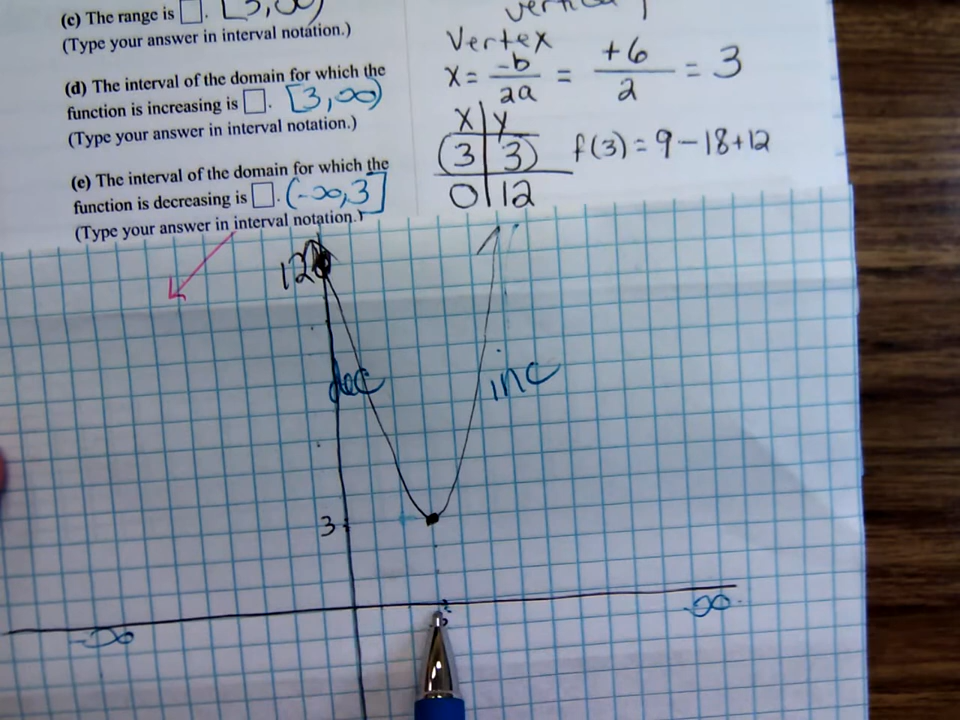 (c) The range is □. [3,∞)
(Type your answer in interval notation.)
(d) The interval of the domain for which the
function is increasing is □. [3,∞)
(Type your answer in interval notation.)
(e) The interval of the domain for which the
function is decreasing is □. (-∞,3]
(Type your answer in interval notation.)
Vertex
x = -b/2a = +6/2 = 3
x | y
(3 | 3) f(3) = 9 - 18 + 12
0 | 12
12
dec inc
3
-∞ ∞